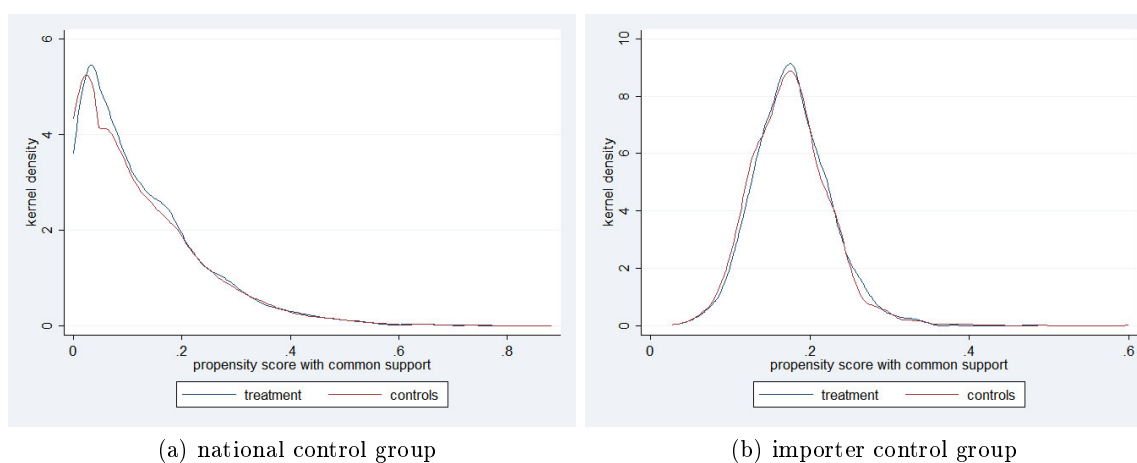 6
4
2
0
kernel density
0 .2 .4 .6 .8
propensity score with common support
treatment controls
(a) national control group
10
8
6
4
2
0
kernel density
0 .2 .4 .6
propensity score with common support
treatment controls
(b) importer control group